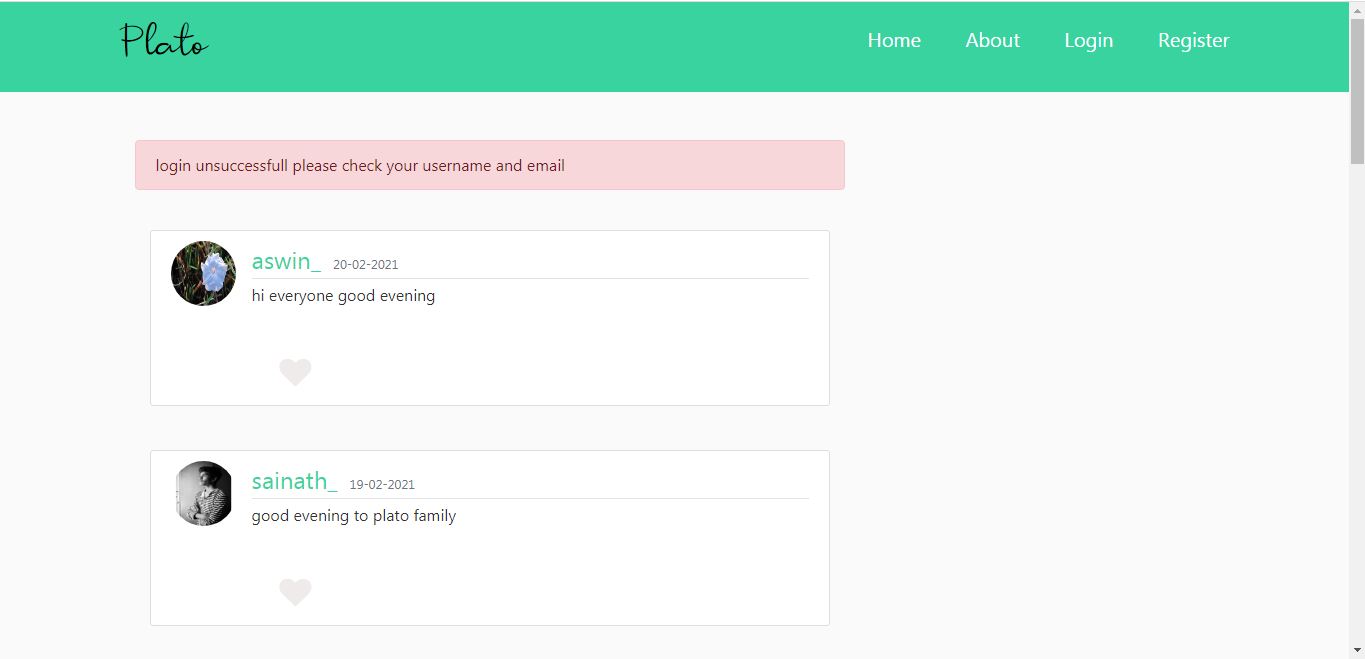 Plato
Home About Login Register
login unsuccessfull please check your username and email
aswin_ 20-02-2021
hi everyone good evening
sainath_ 19-02-2021
good evening to plato family